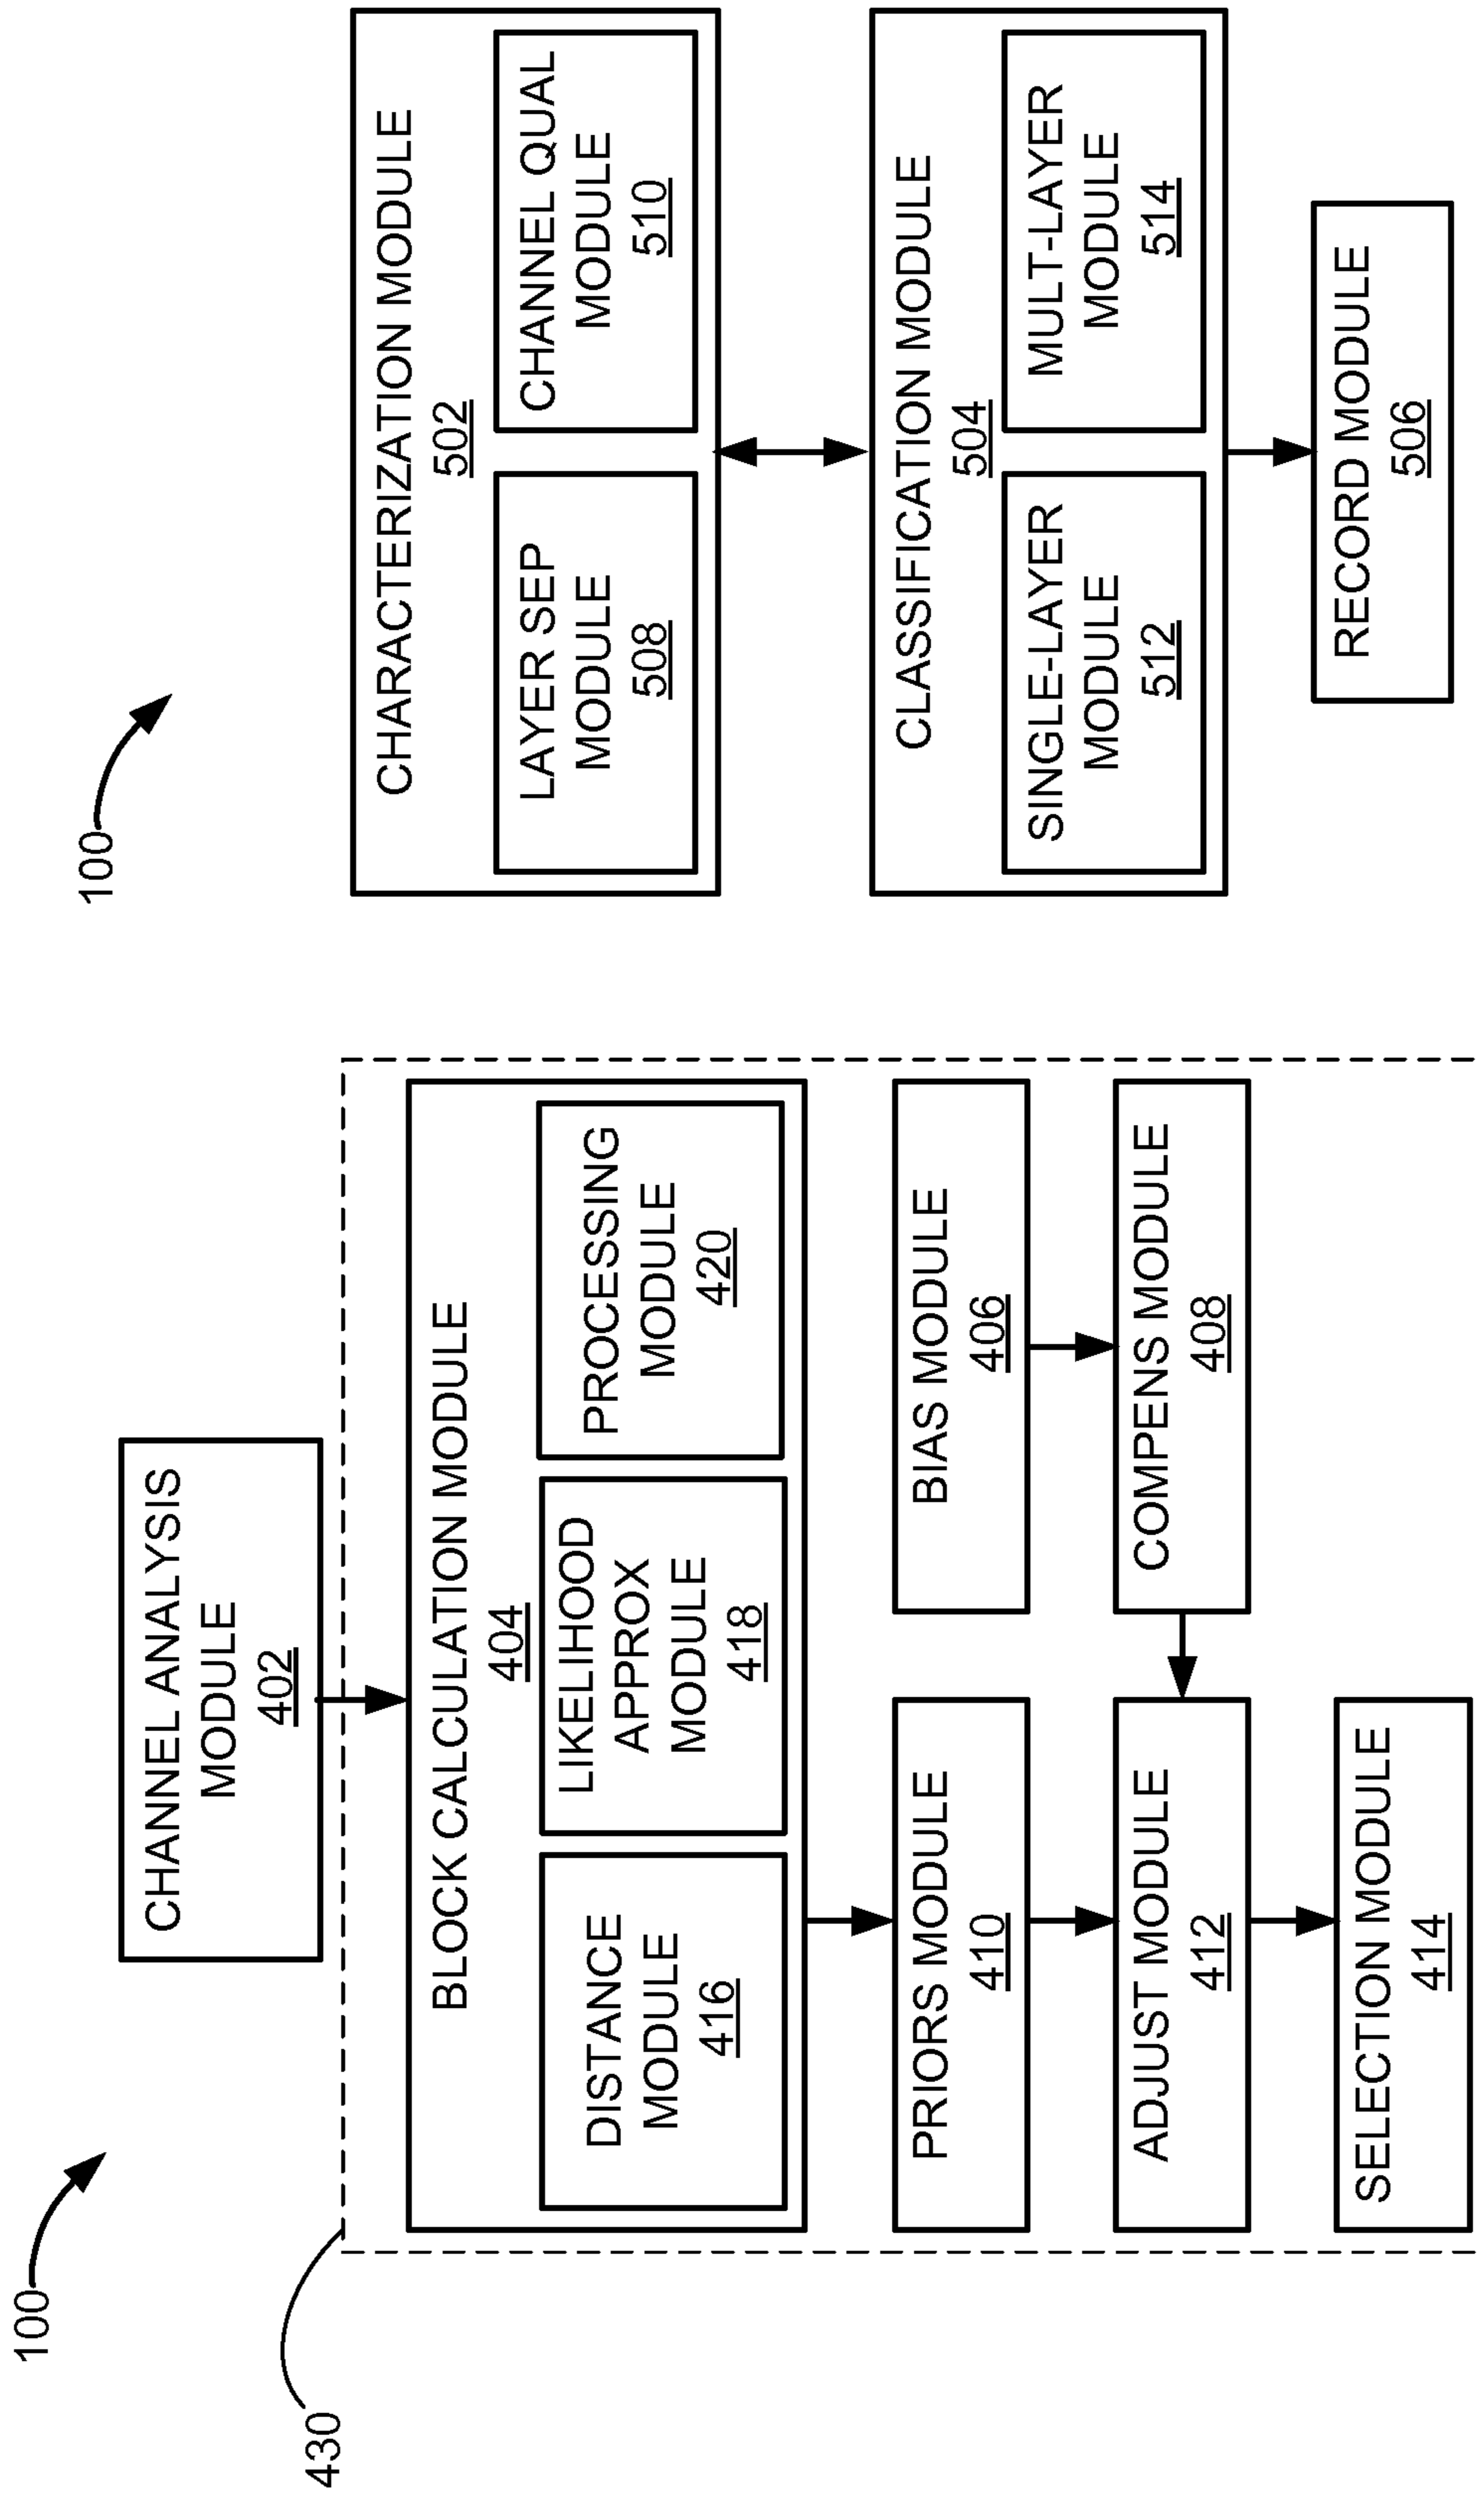 100
430
CHANNEL ANALYSIS
MODULE
402
BLOCK CALCULATION MODULE
404
DISTANCE
MODULE
416
LIKELIHOOD
APPROX
MODULE
418
PROCESSING
MODULE
420
PRIORS MODULE
410
BIAS MODULE
406
ADJUST MODULE
412
COMPENS MODULE
408
SELECTION MODULE
414
100
CHARACTERIZATION MODULE
502
LAYER SEP
MODULE
508
CHANNEL QUAL
MODULE
510
CLASSIFICATION MODULE
504
SINGLE-LAYER
MODULE
512
MULT-LAYER
MODULE
514
RECORD MODULE
506